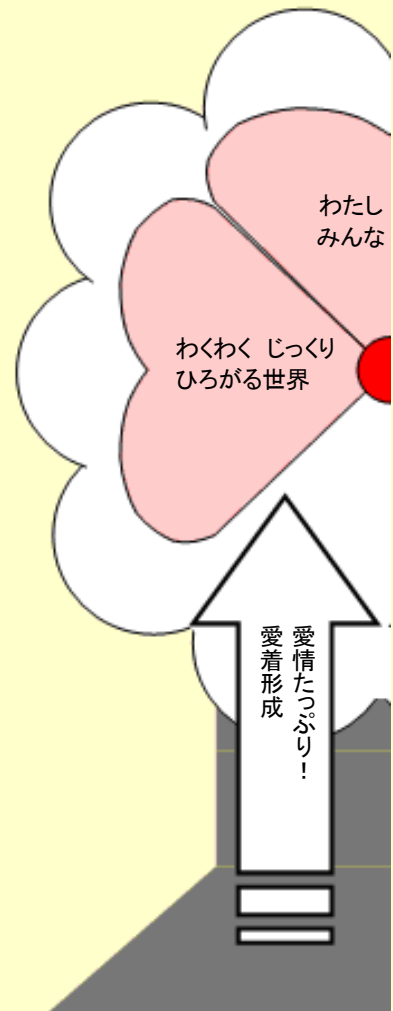 わたし
みんな
わくわく じっくり
ひろがる世界
愛情たっぷり！
愛着形成